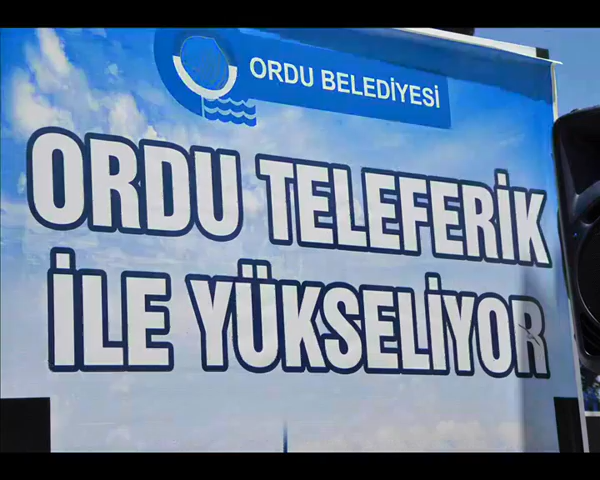 ORDU BELEDİYESİ
ORDU TELEFERİK
İLE YÜKSELİYOR